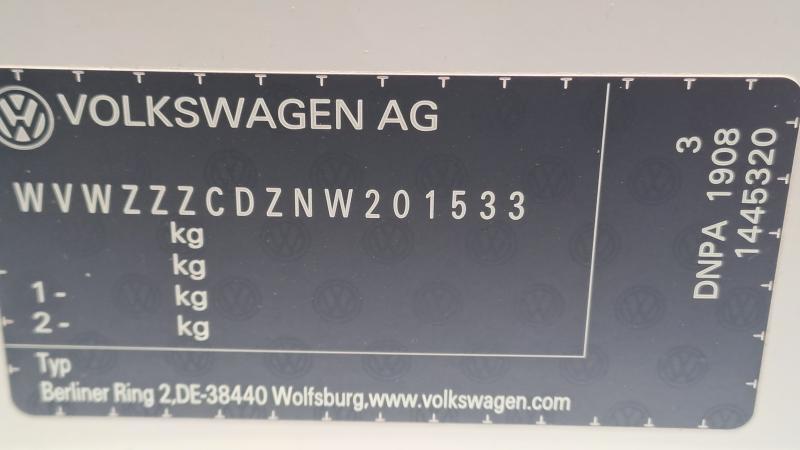 VOLKSWAGEN AG
WVWZZZCDZNW201533
kg
kg
1- kg
2- kg
Typ
Berliner Ring 2,DE-38440 Wolfsburg,www.volkswagen.com
3
DNPA 1908
1445320